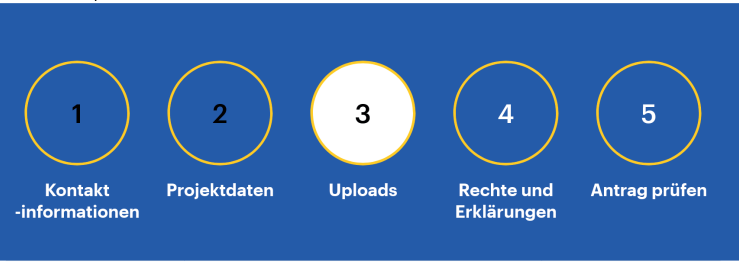 1
2
3
4
5
Kontakt
-informationen
Projektdaten
Uploads
Rechte und
Erklärungen
Antrag prüfen